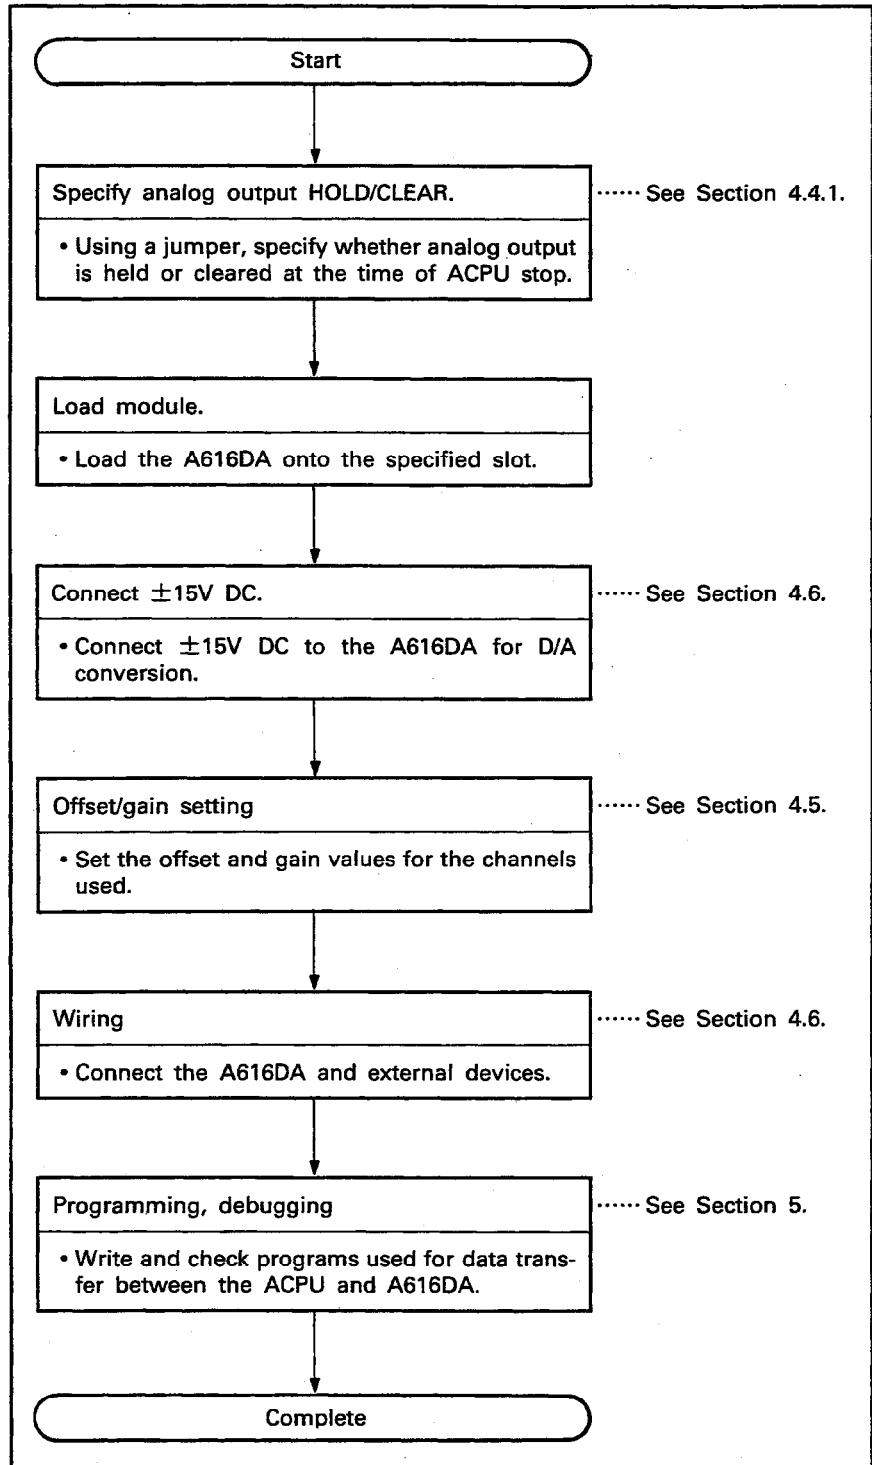 Start
Specify analog output HOLD/CLEAR.
...... See Section 4.4.1.
• Using a jumper, specify whether analog output
is held or cleared at the time of ACPU stop.
Load module.
• Load the A616DA onto the specified slot.
Connect ±15V DC.
...... See Section 4.6.
• Connect ±15V DC to the A616DA for D/A
conversion.
Offset/gain setting
...... See Section 4.5.
• Set the offset and gain values for the channels
used.
Wiring
...... See Section 4.6.
• Connect the A616DA and external devices.
Programming, debugging
...... See Section 5.
• Write and check programs used for data trans-
fer between the ACPU and A616DA.
Complete